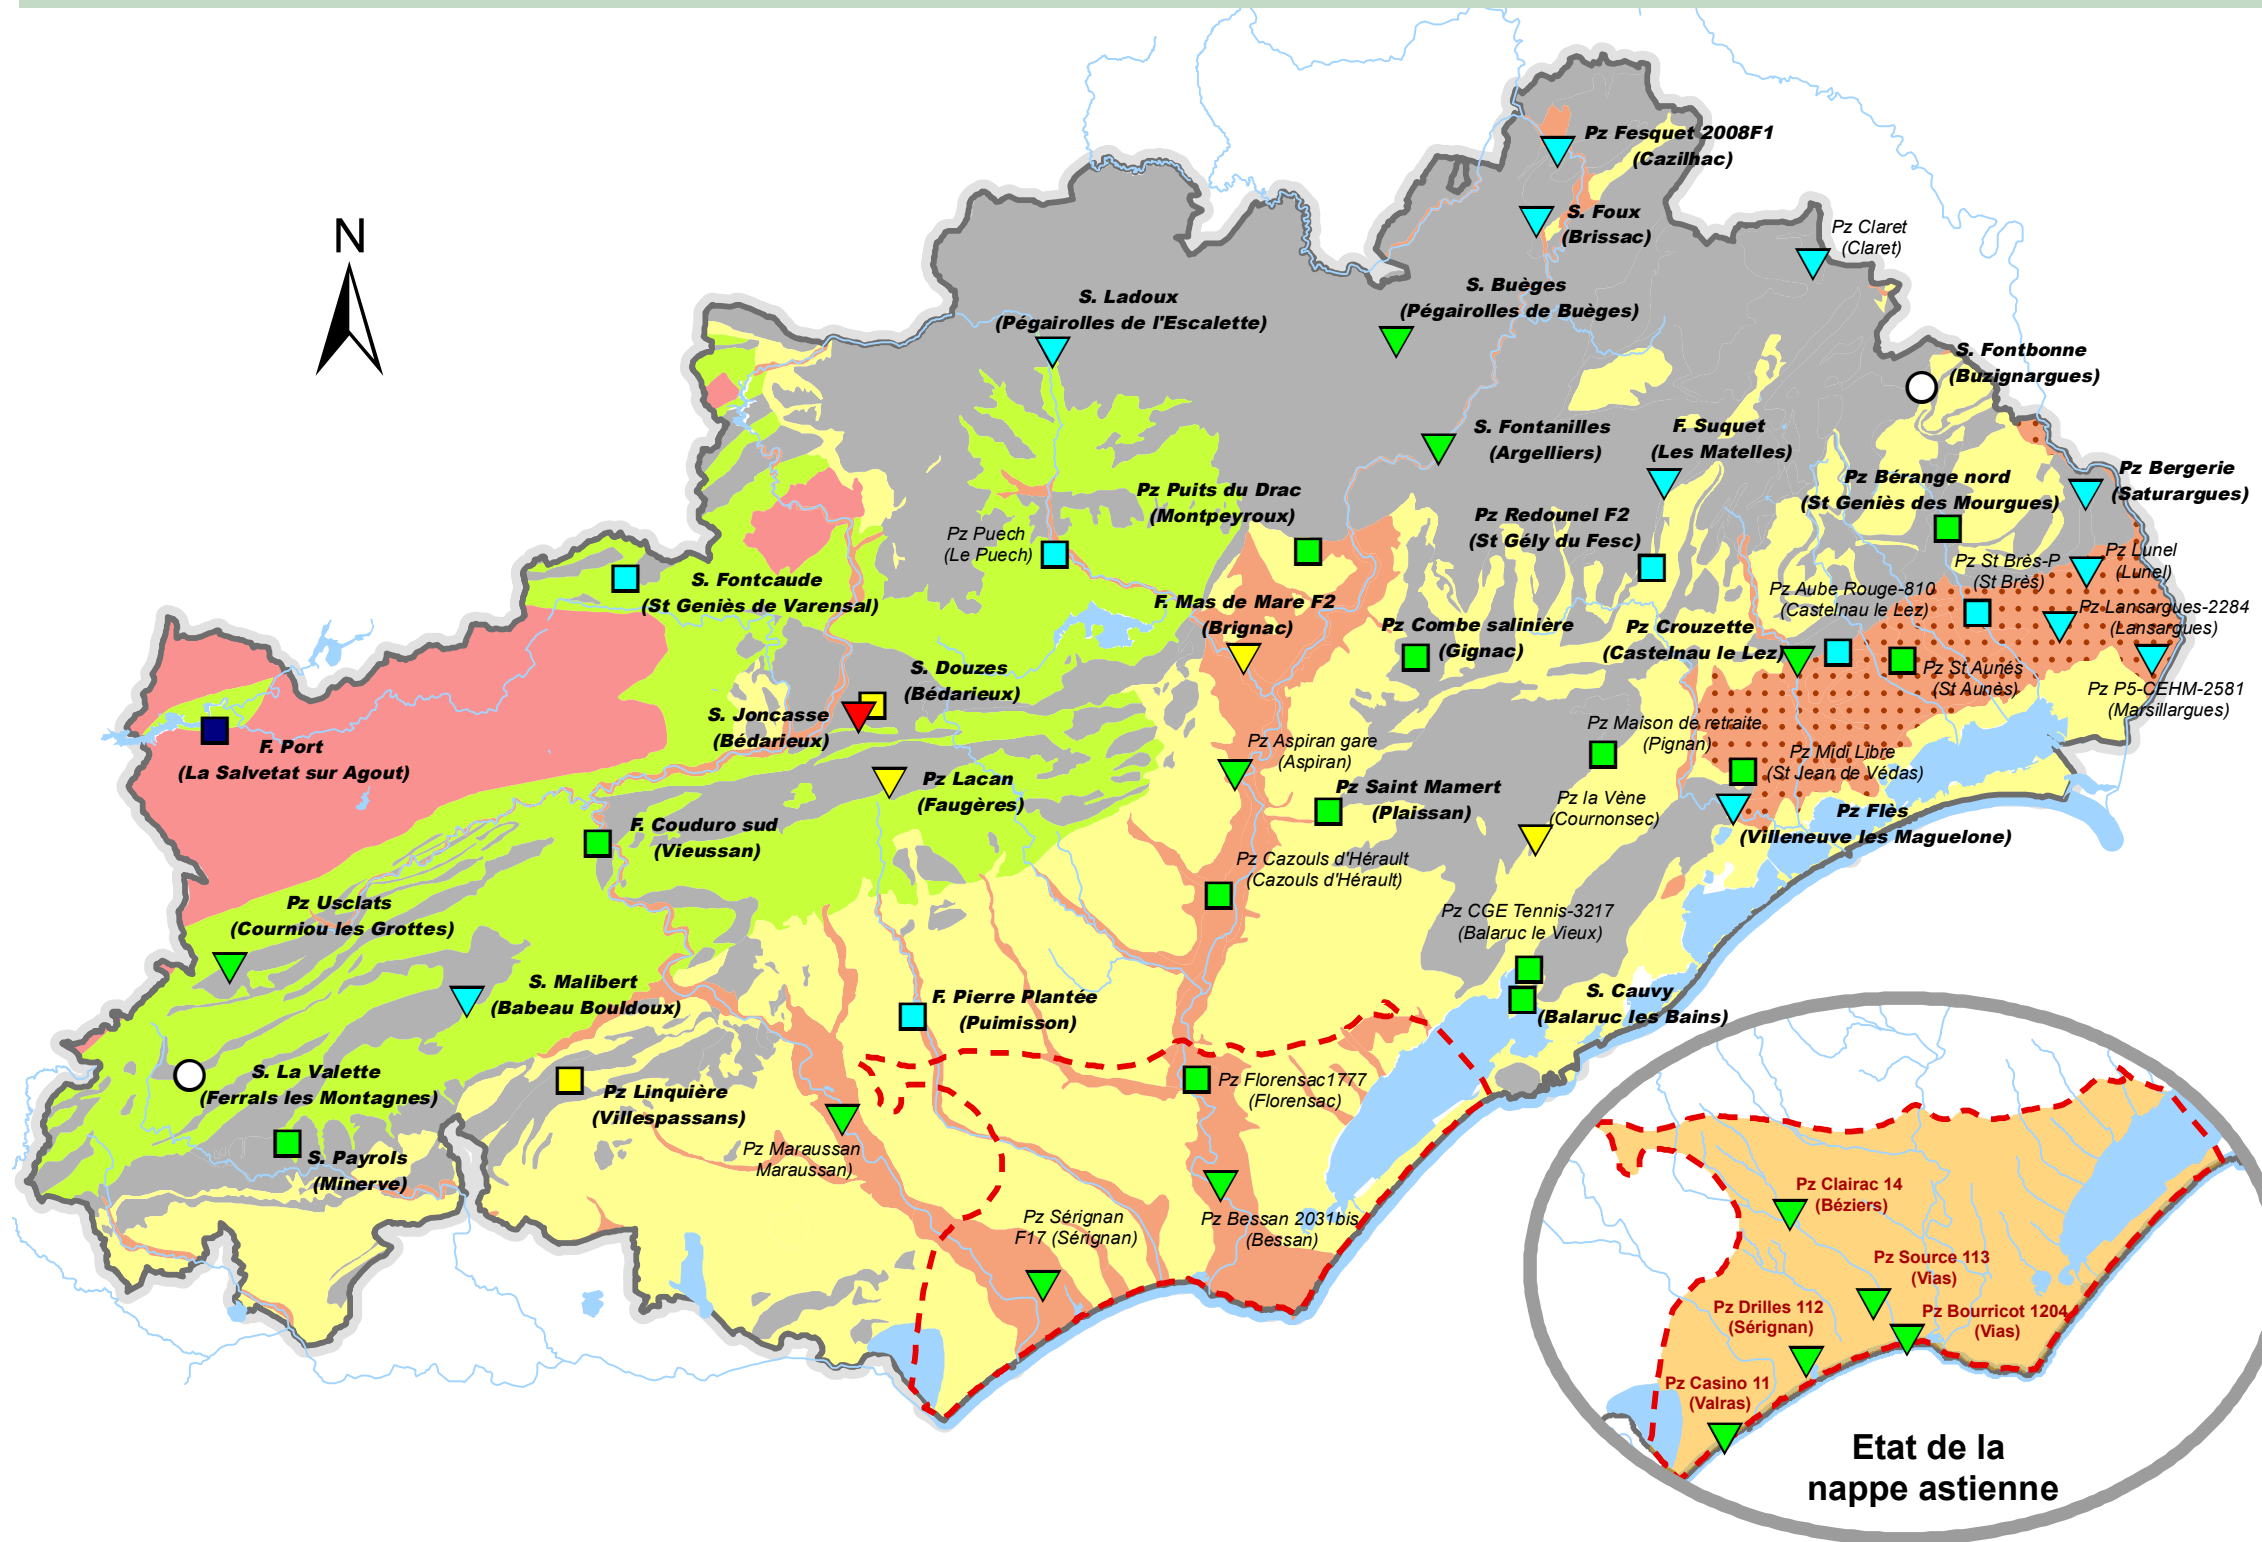 N
Pz Fesquet 2008F1
(Cazilhac)
S. Foux
(Brissac)
Pz Claret
(Claret)
S. Buèges
(Pégairolles de Buèges)
S. Ladoux
(Pégairolles de l'Escalette)
S. Fontbonne
(Buzignargues)
S. Fontanilles
(Argelliers)
F. Suquet
(Les Matelles)
Pz Bergerie
(Saturargues)
Pz Bérange nord
(St Geniès des Mourgues)
Pz Puits du Drac
(Montpeyroux)
Pz Redounel F2
(St Gély du Fesc)
Pz Puech
(Le Puech)
Pz Lunel
(Lunel)
Pz St Brès-P
(St Brès)
S. Fontcaude
(St Geniès de Varensal)
Pz Aube Rouge-810
(Castelnau le Lez)
F. Mas de Mare F2
(Brignac)
Pz Lansargues-2284
(Lansargues)
Pz Combe salinière
(Gignac)
Pz Crouzette
(Castelnau le Lez)
S. Douzes
(Bédarieux)
Pz St Aunés
(St Aunès)
Pz P5-CEHM-2581
(Marsillargues)
S. Joncasse
(Bédarieux)
Pz Maison de retraite
(Pignan)
F. Port
(La Salvetat sur Agout)
Pz Aspiran gare
(Aspiran)
Pz Midi Libre
(St Jean de Védas)
Pz Lacan
(Faugères)
Pz Saint Mamert
(Plaissan)
Pz la Vène
(Cournonsec)
Pz Flès
(Villeneuve les Maguelone)
F. Couduro sud
(Vieussan)
Pz Cazouls d'Hérault
(Cazouls d'Hérault)
Pz Usclats
(Courniou les Grottes)
Pz CGE Tennis-3217
(Balaruc le Vieux)
S. Malibert
(Babeau Bouldoux)
S. Cauvy
(Balaruc les Bains)
F. Pierre Plantée
(Puimisson)
S. La Valette
(Ferrals les Montagnes)
Pz Linquière
(Villespassans)
Pz Florensac1777
(Florensac)
Pz Maraussan
Maraussan)
S. Payrols
(Minerve)
Pz Sérignan
F17 (Sérignan)
Pz Bessan 2031bis
(Bessan)
Pz Clairac 14
(Béziers)
Pz Source 113
(Vias)
Pz Drilles 112
(Sérignan)
Pz Bourricot 1204
(Vias)
Pz Casino 11
(Valras)
Etat de la
nappe astienne